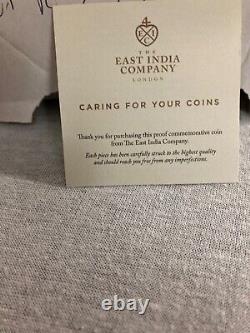 THE
EAST INDIA
COMPANY
LONDON
CARING FOR YOUR COINS
Thank you for purchasing this proof commemorative coin
from The East India Company.
Each piece has been carefully struck to the highest quality
and should reach you free from any imperfections.